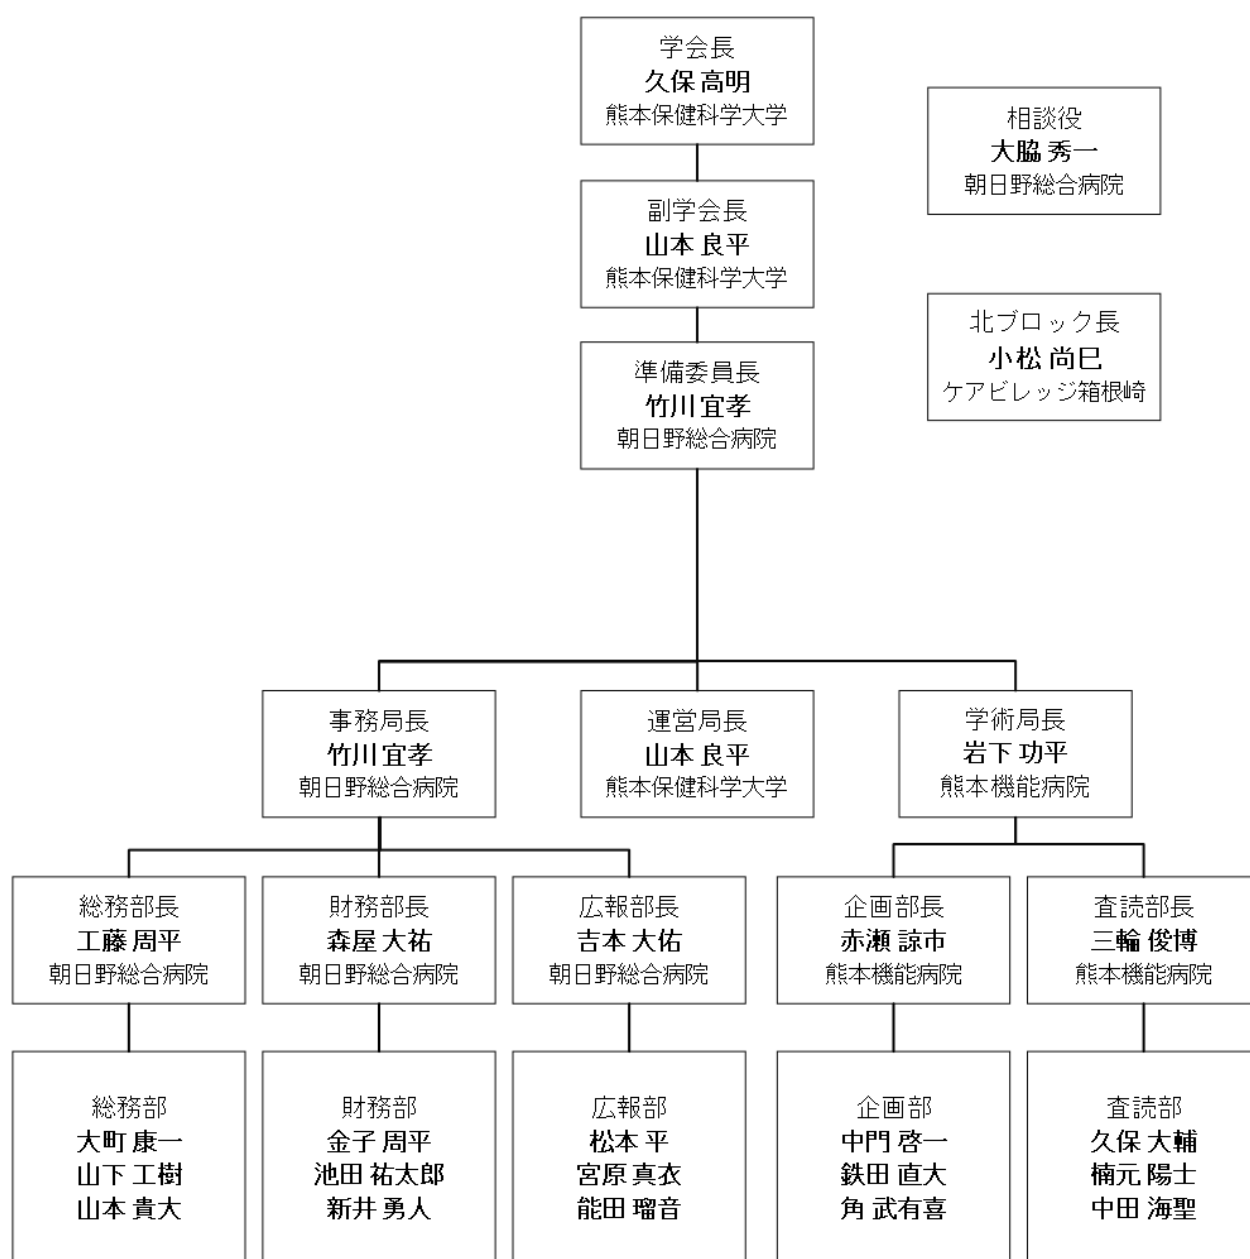 学会長
久保 高明
熊本保健科学大学
相談役
大脇 秀一
朝日野総合病院
副学会長
山本 良平
熊本保健科学大学
北ブロック長
小松 尚巳
ケアビレッジ箱根崎
準備委員長
竹川 宜孝
朝日野総合病院
事務局長
竹川 宜孝
朝日野総合病院
運営局長
山本 良平
熊本保健科学大学
学術局長
岩下 功平
熊本機能病院
総務部長
工藤 周平
朝日野総合病院
財務部長
森屋 大祐
朝日野総合病院
広報部長
吉本 大佑
朝日野総合病院
企画部長
赤瀬 諒市
熊本機能病院
査読部長
三輪 俊博
熊本機能病院
総務部
大町 康一
山下 工樹
山本 貴大
財務部
金子 周平
池田 祐太郎
新井 勇人
広報部
松本 平
宮原 真衣
能田 瑠音
企画部
中門 啓一
鉄田 直大
角 武有喜
査読部
久保 大輔
楠元 陽士
中田 海聖